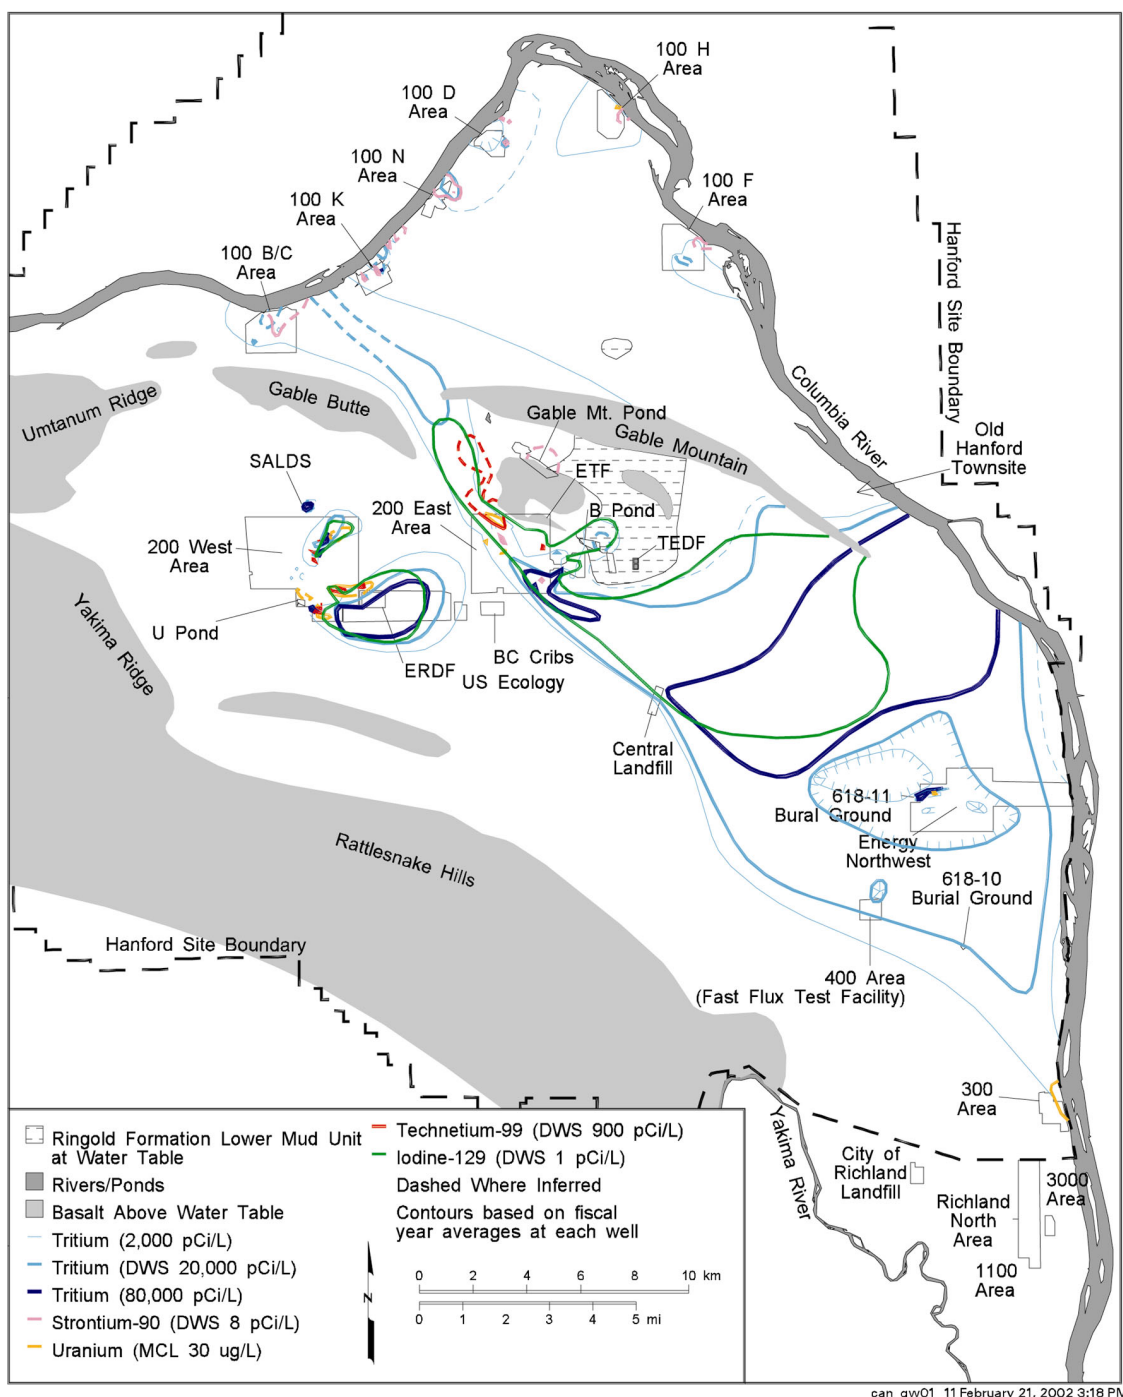 100 H
Area
100 D
Area
100 N
Area
100 F
Area
100 K
Area
100 B/C
Area
Hanford Site Boundary
Columbia River
Umtanum Ridge
Gable Butte
Gable Mt. Pond
Gable Mountain
Old
Hanford
Townsite
SALDS
ETF
200 East
Area
B Pond
200 West
Area
TEDF
Yakima Ridge
U Pond
ERDF
BC Cribs
US Ecology
Central
Landfill
618-11
Bural Ground
Energy
Northwest
Rattlesnake Hills
618-10
Burial Ground
Hanford Site Boundary
400 Area
(Fast Flux Test Facility)
300
Area
Yakima River
City of
Richland
Landfill
3000
Area
Richland
North
Area
1100
Area
Ringold Formation Lower Mud Unit
at Water Table
Rivers/Ponds
Basalt Above Water Table
Tritium (2,000 pCi/L)
Tritium (DWS 20,000 pCi/L)
Tritium (80,000 pCi/L)
Strontium-90 (DWS 8 pCi/L)
Uranium (MCL 30 ug/L)
Technetium-99 (DWS 900 pCi/L)
Iodine-129 (DWS 1 pCi/L)
Dashed Where Inferred
Contours based on fiscal
year averages at each well
N
0 2 4 6 8 10 km
0 1 2 3 4 5 mi
can_gw01_11 February 21, 2002 3:18 PM